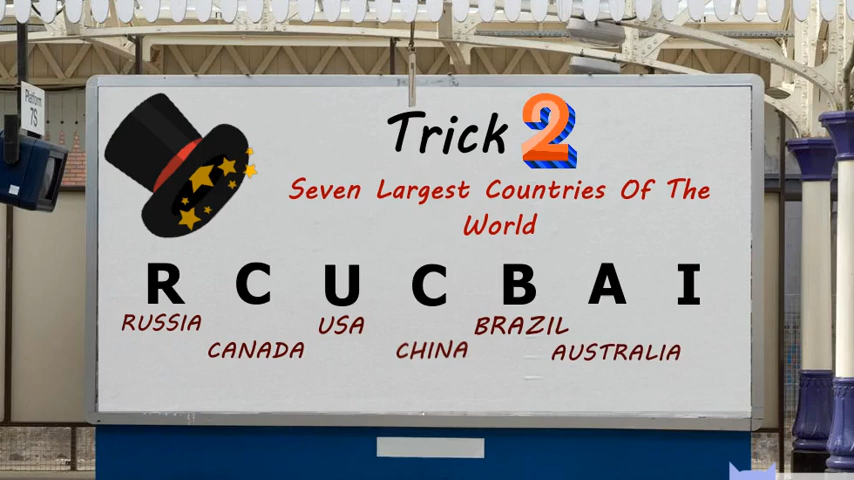 Platform
7S
Trick 2
Seven Largest Countries Of The
World
R C U C B A I
RUSSIA USA BRAZIL
CANADA CHINA AUSTRALIA